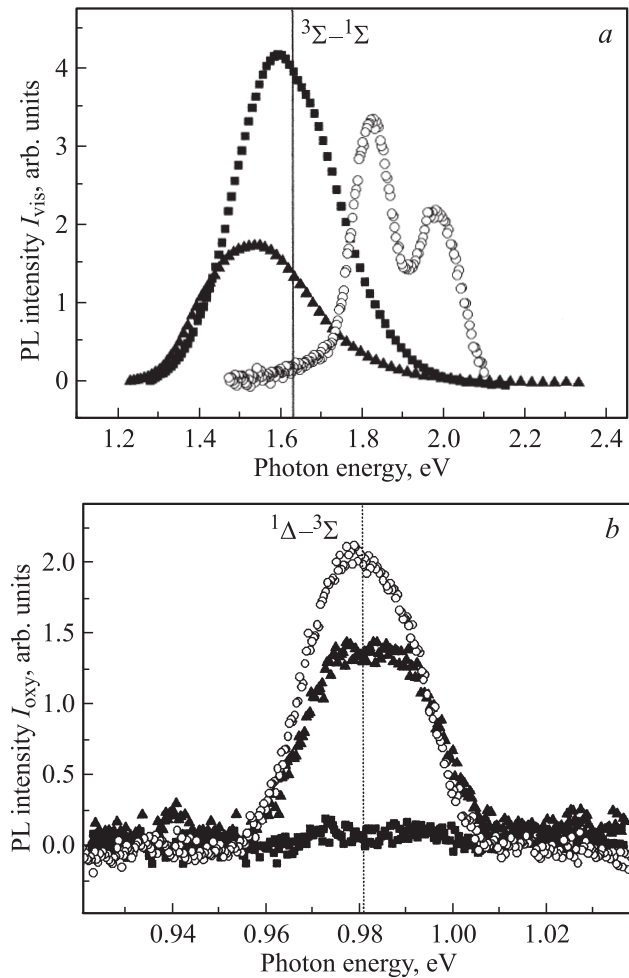 ³Σ–¹Σ
a
4
3
2
1
0
PL intensity I_vis, arb. units
1.2 1.4 1.6 1.8 2.0 2.2 2.4
Photon energy, eV
¹Δ–³Σ
b
2.0
1.5
1.0
0.5
0.0
PL intensity I_oxy, arb. units
0.94 0.96 0.98 1.00 1.02
Photon energy, eV